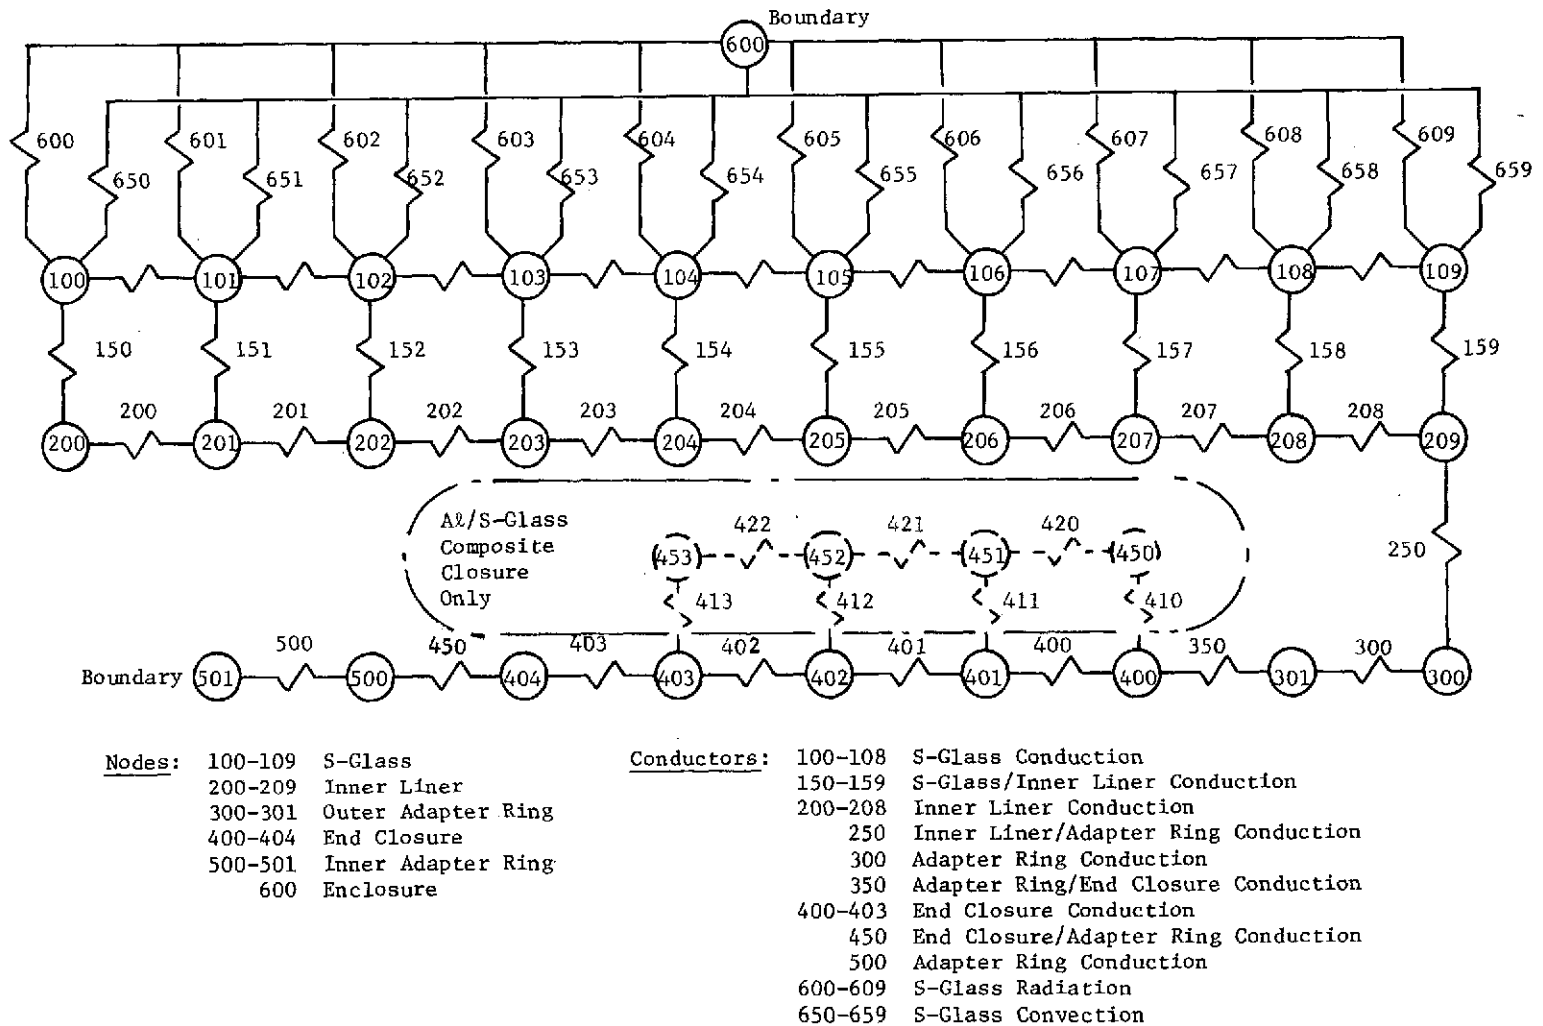 Boundary
600
600 601 602 603 604 605 606 607 608 609
650 651 652 653 654 655 656 657 658 659
100 101 102 103 104 105 106 107 108 109
150 151 152 153 154 155 156 157 158 159
200 201 202 203 204 205 206 207 208
200 201 202 203 204 205 206 207 208 209
Aℓ/S-Glass
Composite
Closure
Only
422 421 420
453 452 451 450
250
413 412 411 410
500 450 403 402 401 400 350 300
Boundary 501 500 404 403 402 401 400 301 300
Nodes: 100-109 S-Glass
200-209 Inner Liner
300-301 Outer Adapter Ring
400-404 End Closure
500-501 Inner Adapter Ring
600 Enclosure
Conductors: 100-108 S-Glass Conduction
150-159 S-Glass/Inner Liner Conduction
200-208 Inner Liner Conduction
250 Inner Liner/Adapter Ring Conduction
300 Adapter Ring Conduction
350 Adapter Ring/End Closure Conduction
400-403 End Closure Conduction
450 End Closure/Adapter Ring Conduction
500 Adapter Ring Conduction
600-609 S-Glass Radiation
650-659 S-Glass Convection